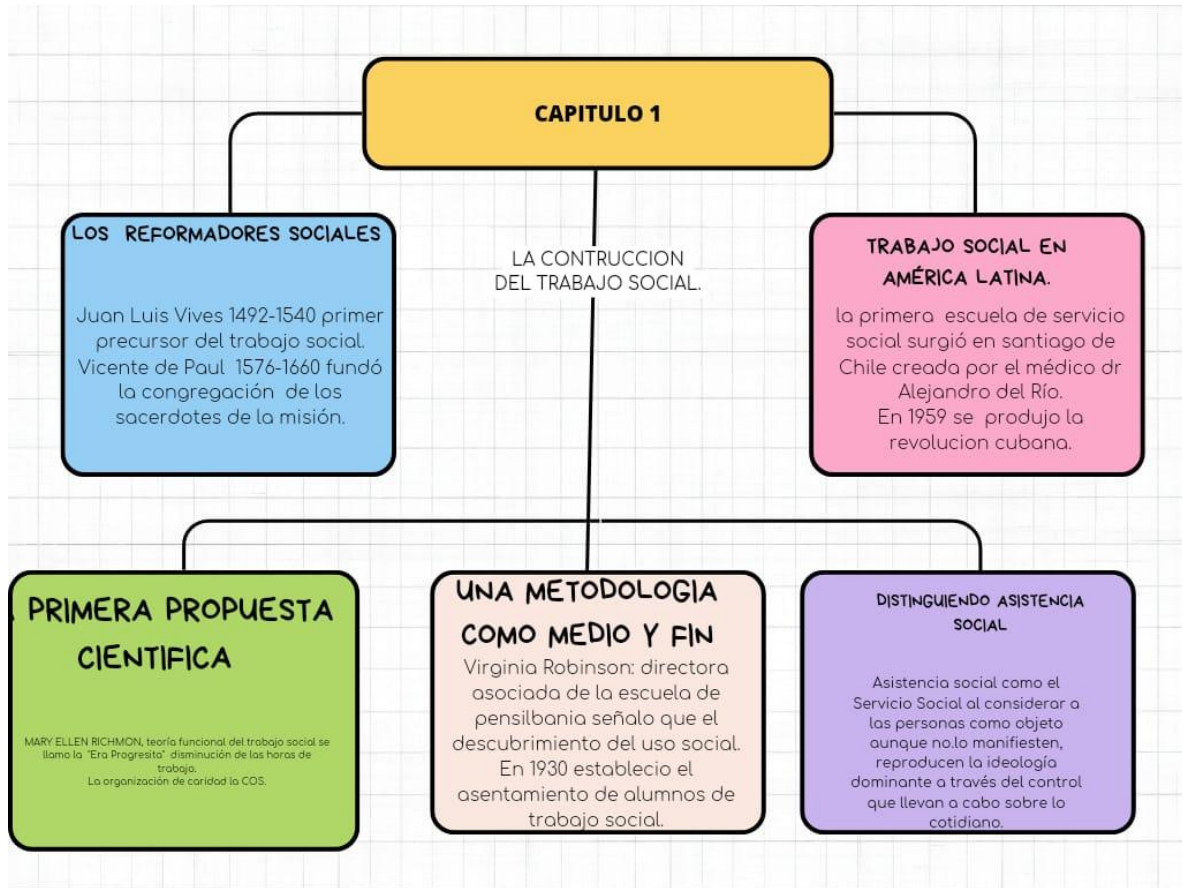 CAPITULO 1
LOS REFORMADORES SOCIALES
Juan Luis Vives 1492-1540 primer
precursor del trabajo social.
Vicente de Paul 1576-1660 fundó
la congregación de los
sacerdotes de la misión.
LA CONTRUCCION
DEL TRABAJO SOCIAL.
TRABAJO SOCIAL EN
AMÉRICA LATINA.
la primera escuela de servicio
social surgió en santiago de
Chile creada por el médico dr
Alejandro del Río.
En 1959 se produjo la
revolucion cubana.
PRIMERA PROPUESTA
CIENTIFICA
MARY ELLEN RICHMON, teoría funcional del trabajo social se
llamo la "Era Progresita" disminución de las horas de
trabajo.
La organización de caridad la COS.
UNA METODOLOGIA
COMO MEDIO Y FIN
Virginia Robinson: directora
asociada de la escuela de
pensilbania señalo que el
descubrimiento del uso social.
En 1930 establecio el
asentamiento de alumnos de
trabajo social.
DISTINGUIENDO ASISTENCIA
SOCIAL
Asistencia social como el
Servicio Social al considerar a
las personas como objeto
aunque no.lo manifiesten,
reproducen la ideología
dominante a través del control
que llevan a cabo sobre lo
cotidiano.